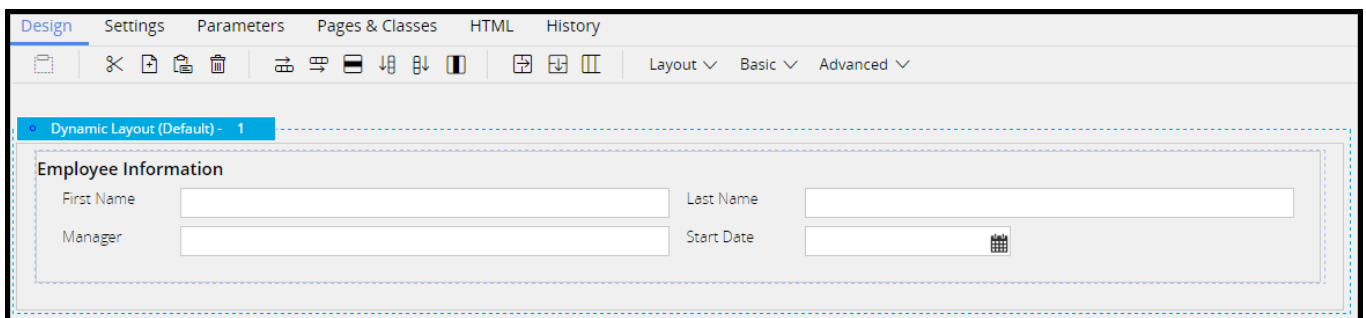 Design Settings Parameters Pages & Classes HTML History
Layout Basic Advanced
Dynamic Layout (Default) - 1
Employee Information
First Name Last Name
Manager Start Date